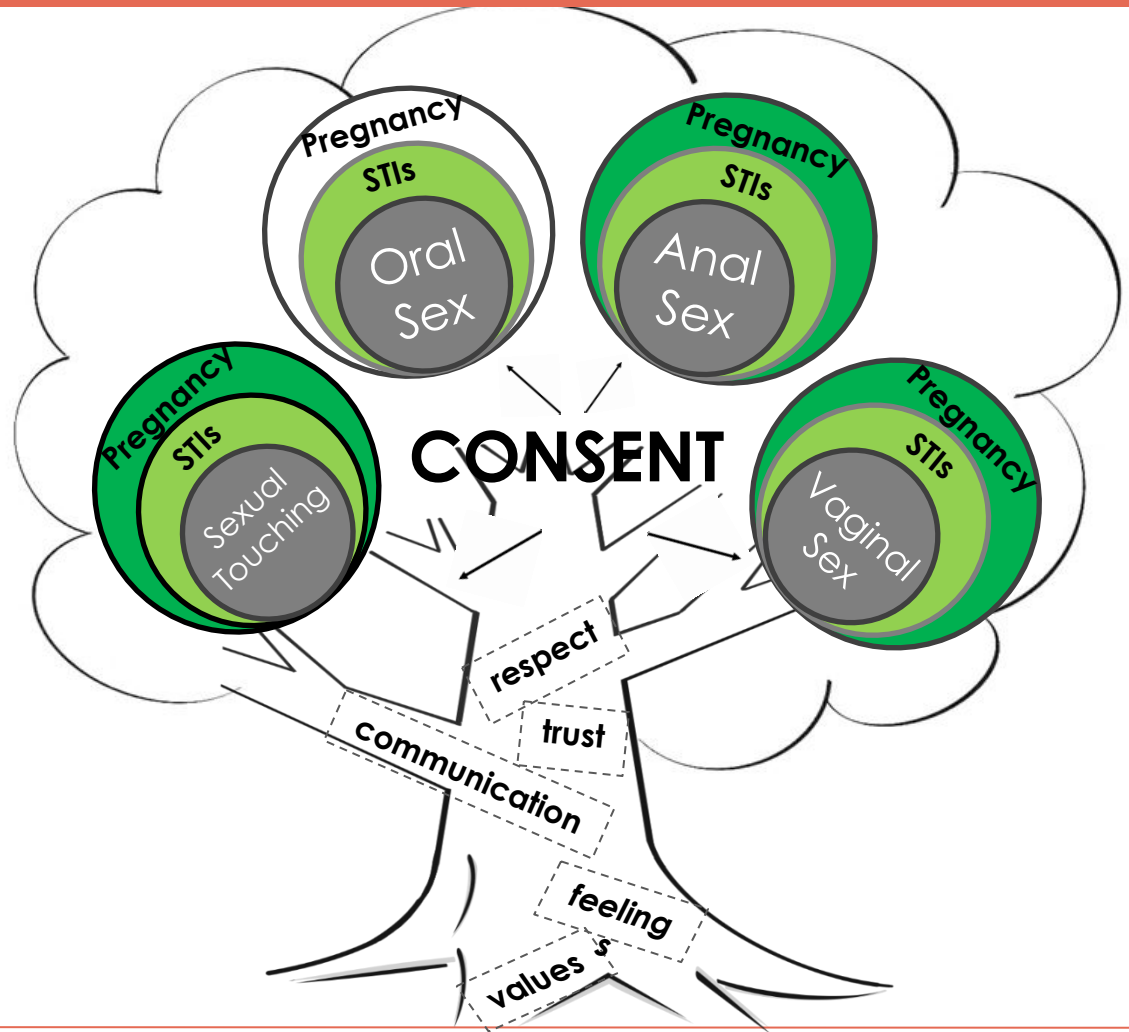 Pregnancy
STIs
Oral
Sex
Pregnancy
STIs
Anal
Sex
Pregnancy
STIs
Sexual
Touching
CONSENT
Pregnancy
STIs
Vaginal
Sex
respect
trust
communication
feeling
s
values